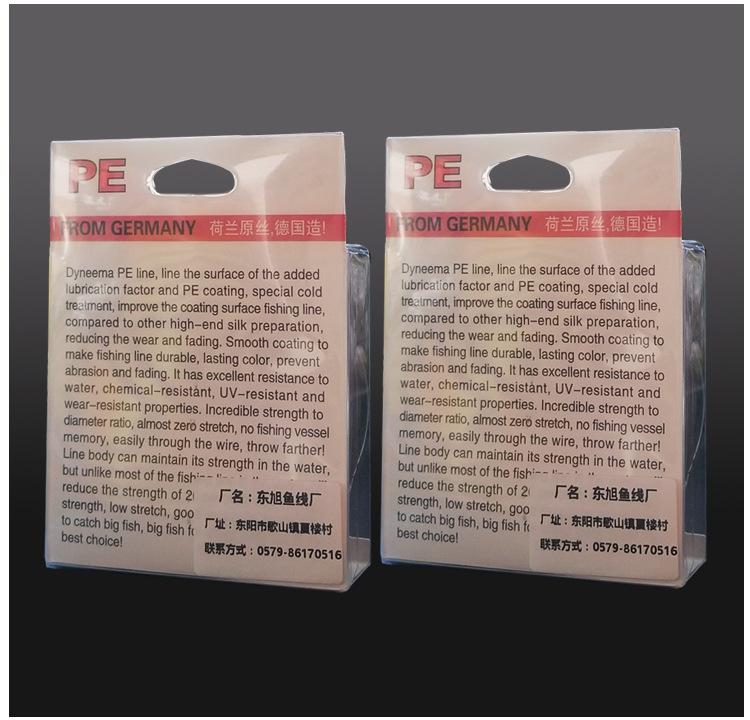 PE
FROM GERMANY 荷兰原丝,德国造!
Dyneema PE line, line the surface of the added
lubrication factor and PE coating, special cold
treatment, improve the coating surface fishing line,
compared to other high-end silk preparation,
reducing the wear and fading. Smooth coating to
make fishing line durable, lasting color, prevent
abrasion and fading. It has excellent resistance to
water, chemical-resistant, UV-resistant and
wear-resistant properties. Incredible strength to
diameter ratio, almost zero stretch, no fishing vessel
memory, easily through the wire, throw farther!
Line body can maintain its strength in the water,
but unlike most of the fishing line in the
reduce the strength of 20
strength, low stretch, goo
to catch big fish, big fish fo
best choice!
厂名：东旭鱼线厂
厂址：东阳市歌山镇夏楼村
联系方式：0579-86170516
PE
FROM GERMANY 荷兰原丝,德国造!
Dyneema PE line, line the surface of the added
lubrication factor and PE coating, special cold
treatment, improve the coating surface fishing line,
compared to other high-end silk preparation,
reducing the wear and fading. Smooth coating to
make fishing line durable, lasting color, prevent
abrasion and fading. It has excellent resistance to
water, chemical-resistant, UV-resistant and
wear-resistant properties. Incredible strength to
diameter ratio, almost zero stretch, no fishing vessel
memory, easily through the wire, throw farther!
Line body can maintain its strength in the water,
but unlike most of the fishing line in the
reduce the strength of 20
strength, low stretch, goo
to catch big fish, big fish fo
best choice!
厂名：东旭鱼线厂
厂址：东阳市歌山镇夏楼村
联系方式：0579-86170516